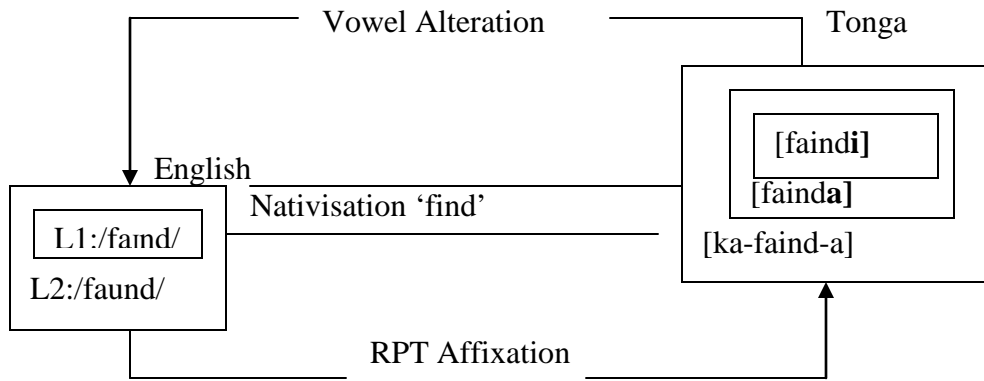 Vowel Alteration
Tonga
[faindi]
English
Nativisation ‘find’
[fainda]
L1:/faɪnd/
[ka-faind-a]
L2:/faund/
RPT Affixation